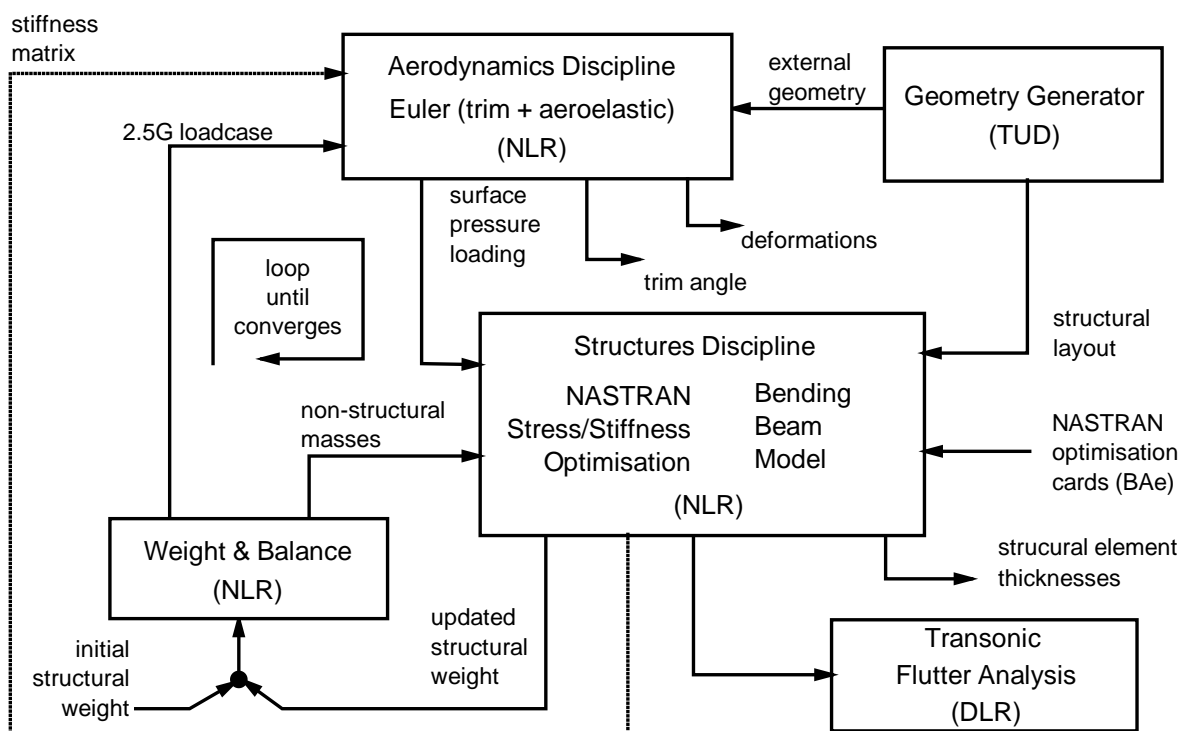 stiffness
matrix
Aerodynamics Discipline
Euler (trim + aeroelastic)
(NLR)
external
geometry
Geometry Generator
(TUD)
2.5G loadcase
surface
pressure
loading
deformations
trim angle
loop
until
converges
structural
layout
Structures Discipline
NASTRAN
Stress/Stiffness
Optimisation
Bending
Beam
Model
(NLR)
non-structural
masses
NASTRAN
optimisation
cards (BAe)
Weight & Balance
(NLR)
strucural element
thicknesses
updated
structural
weight
initial
structural
weight
Transonic
Flutter Analysis
(DLR)